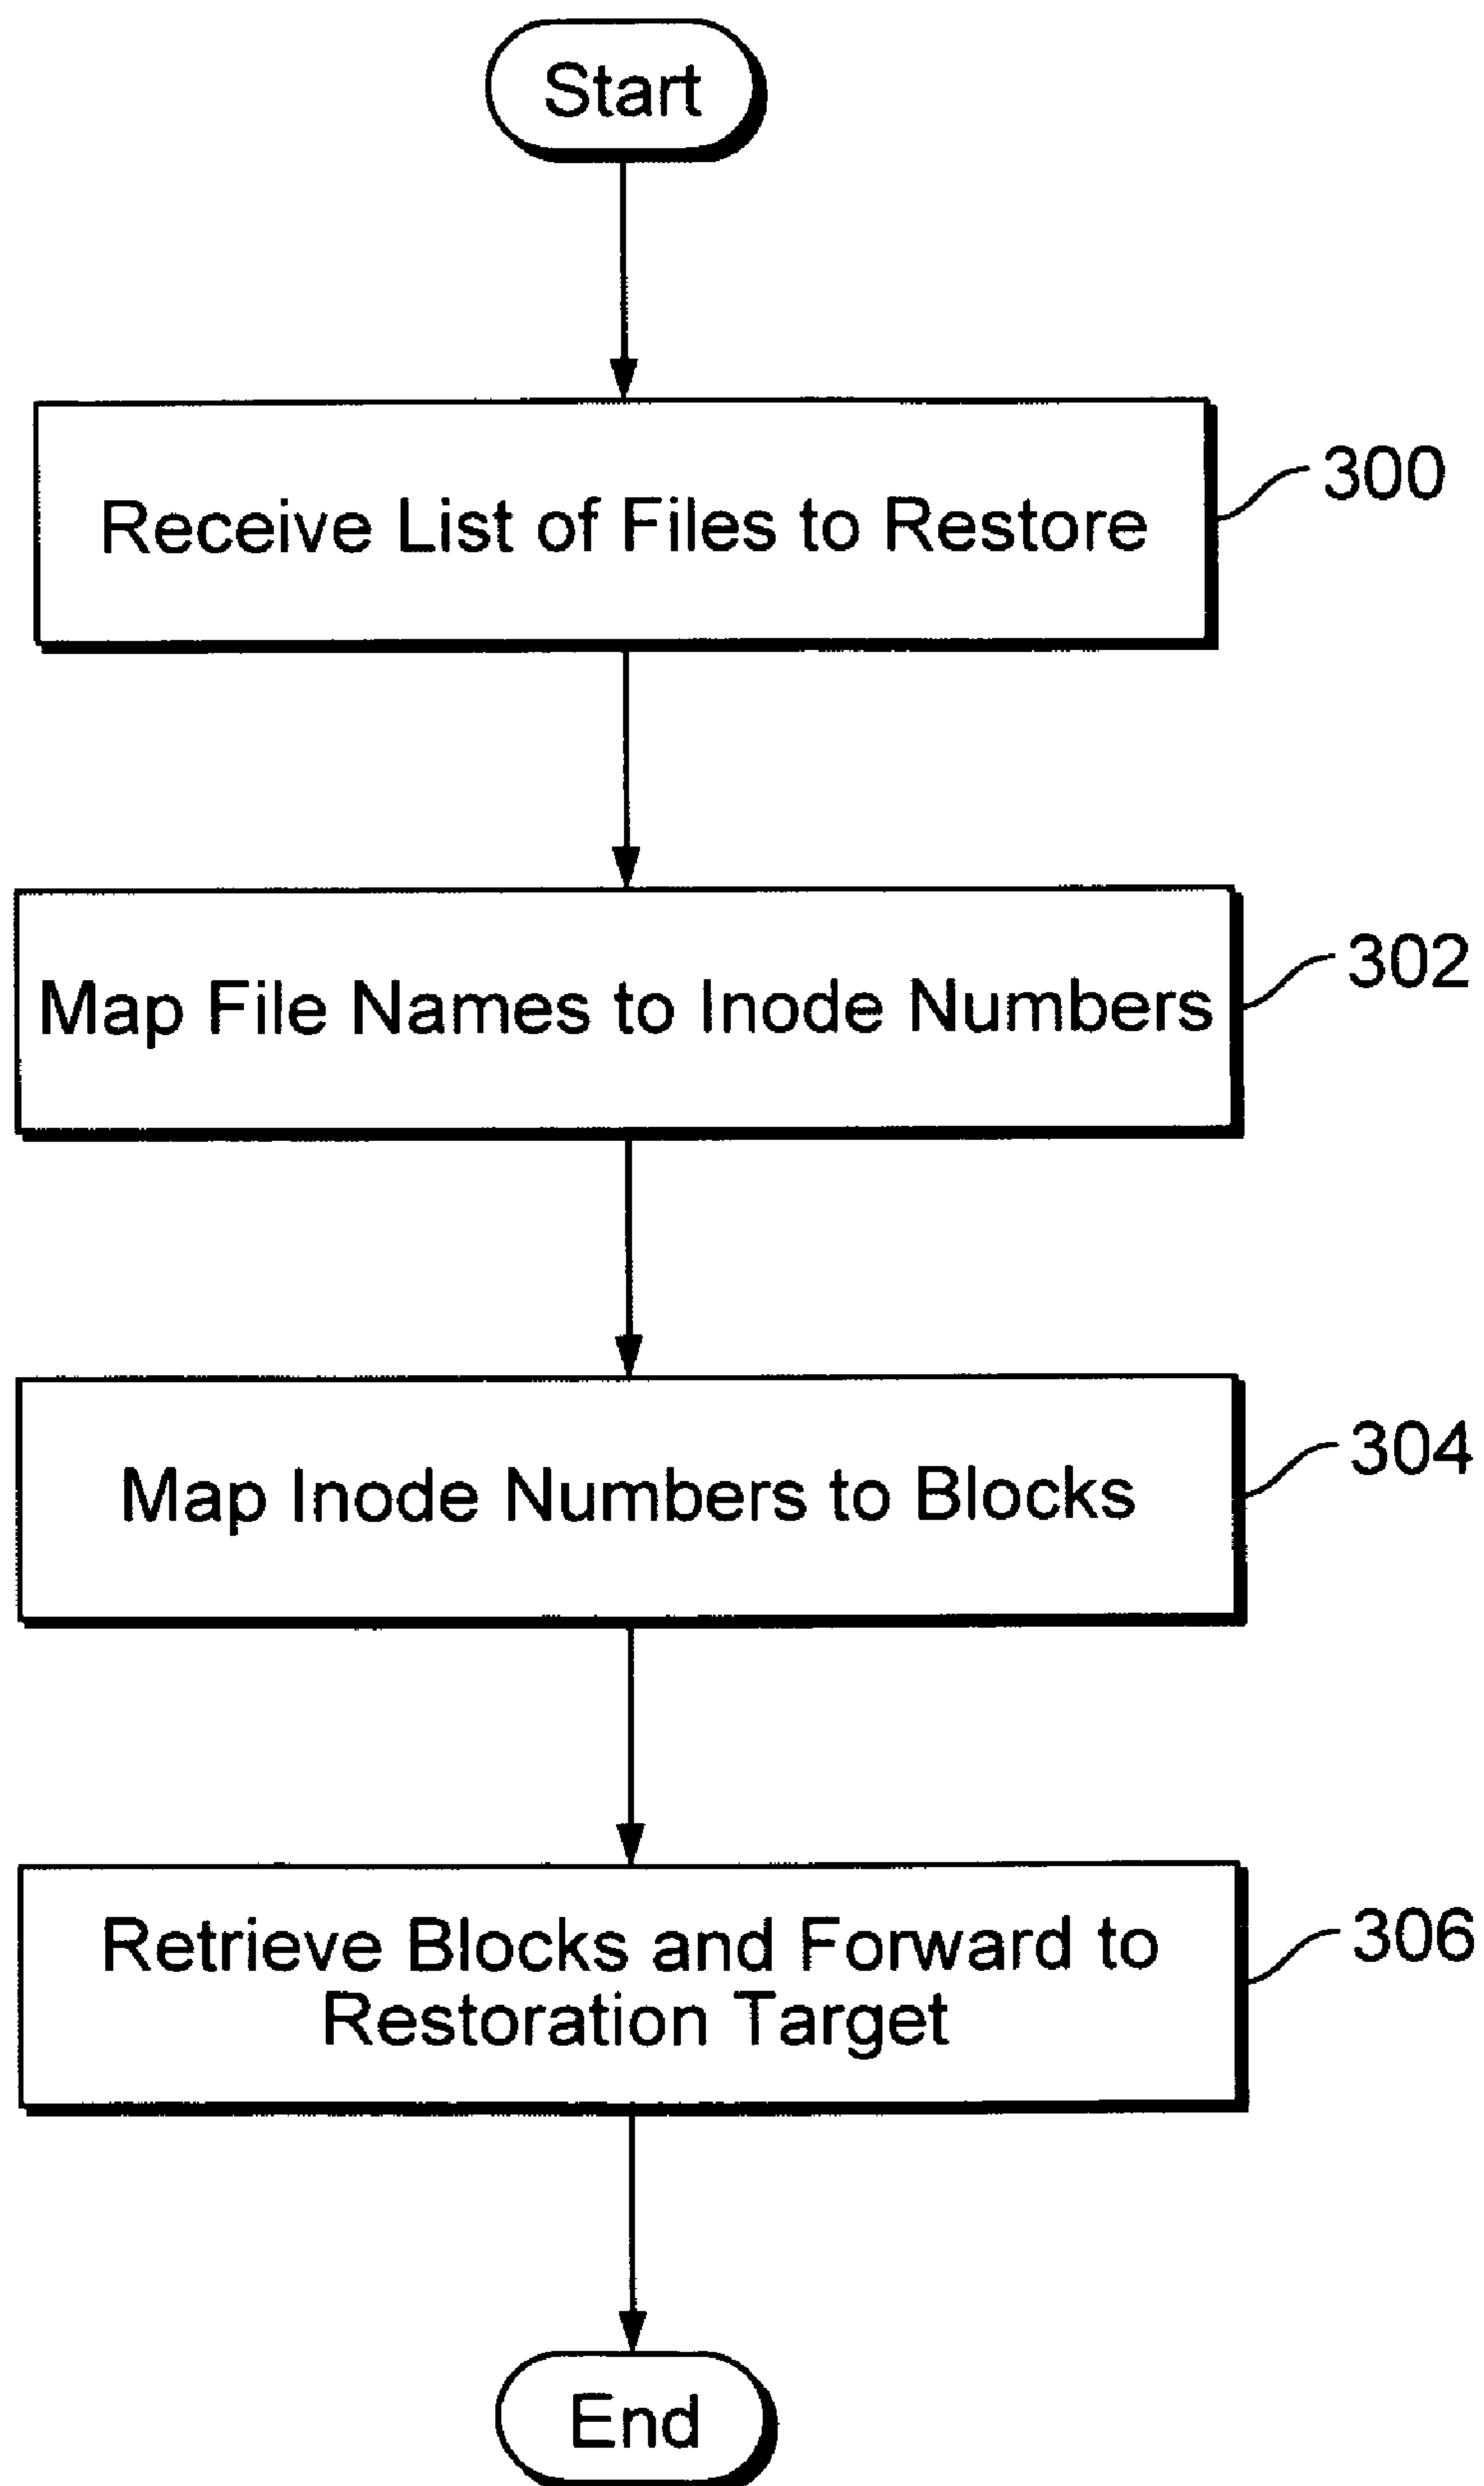 Start
Receive List of Files to Restore
300
Map File Names to Inode Numbers
302
Map Inode Numbers to Blocks
304
Retrieve Blocks and Forward to
Restoration Target
306
End